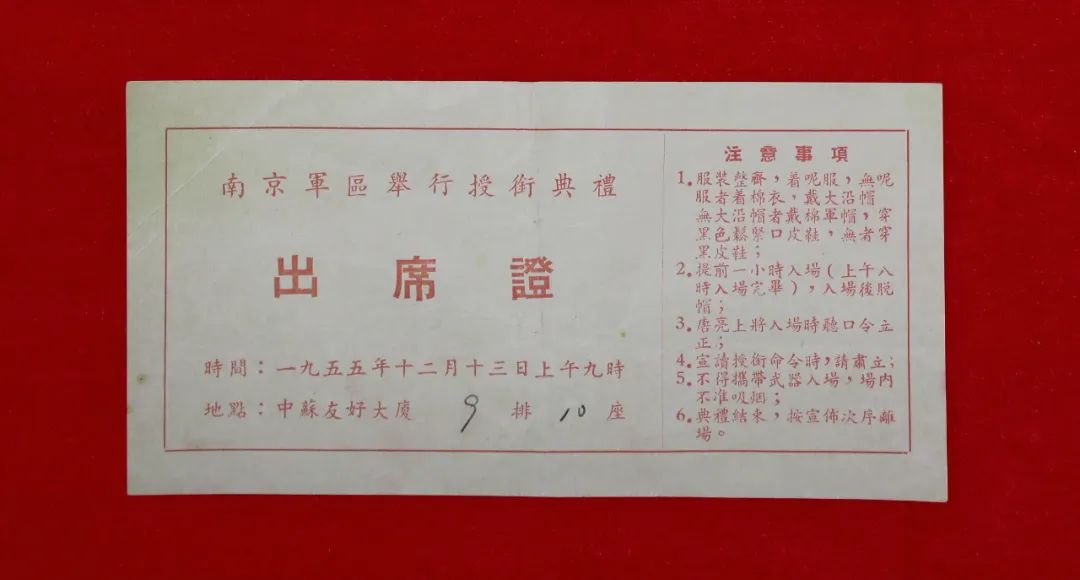 南京軍區舉行授銜典禮
出席證
時間：一九五五年十二月十三日上午九時
地點：中蘇友好大廈 9 排 10 座
注意事項
1.服裝整齊，着呢服，無呢
服者着棉衣，戴大沿帽
無大沿帽者戴棉軍帽，穿
黑色鬆緊口皮鞋，無者穿
黑皮鞋；
2.提前一小時入場（上午八
時入場完畢），入場後脱
帽；
3.唐亮上將入場時聽口令立
正；
4.宣讀授銜命令時，請肅立；
5.不得攜帶武器入場，場内
不准吸烟；
6.典禮結束，按宣佈次序離
場。